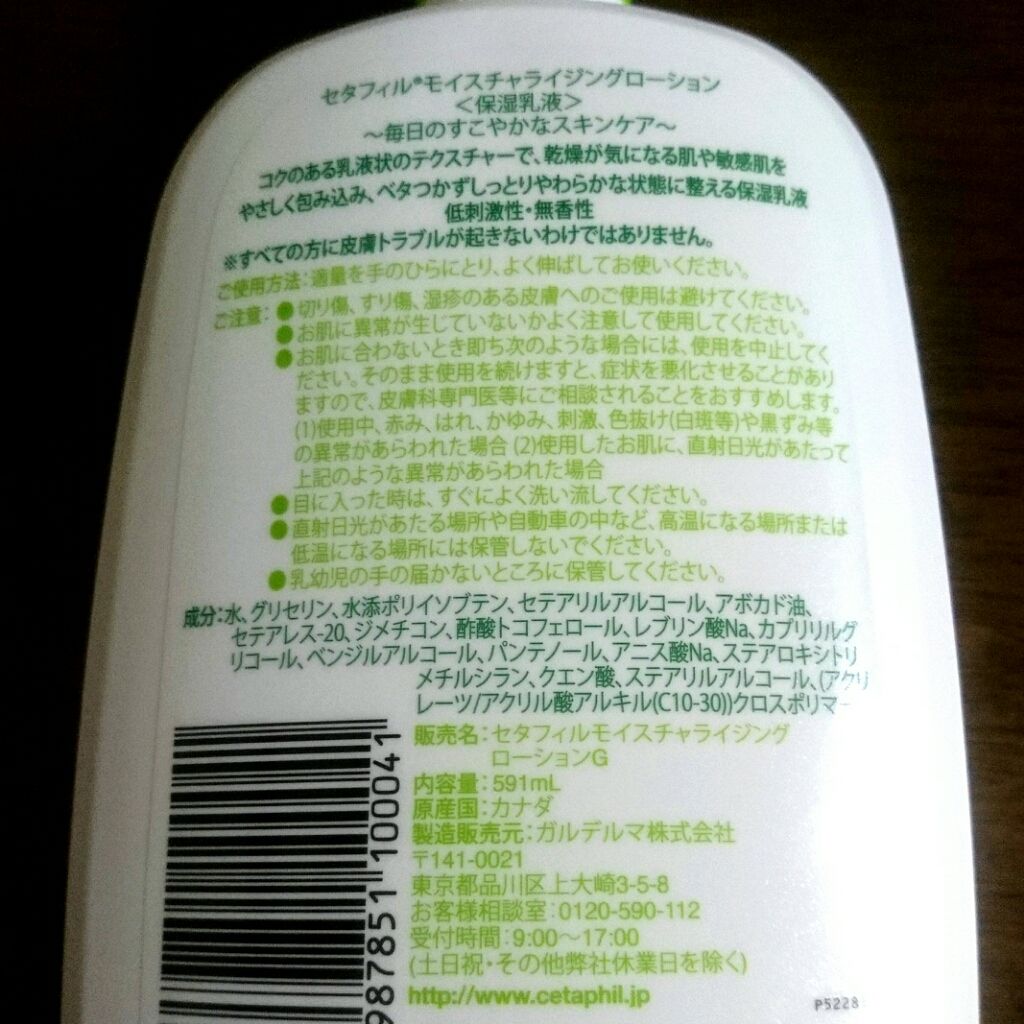 セタフィル®モイスチャライジングローション
＜保湿乳液＞
～毎日のすこやかなスキンケア～
コクのある乳液状のテクスチャーで、乾燥が気になる肌や敏感肌を
やさしく包み込み、ベタつかずしっとりやわらかな状態に整える保湿乳液
低刺激性・無香性
※すべての方に皮膚トラブルが起きないわけではありません。
ご使用方法：適量を手のひらにとり、よく伸ばしてお使いください。
ご注意：●切り傷、すり傷、湿疹のある皮膚へのご使用は避けてください。
●お肌に異常が生じていないかよく注意して使用してください。
●お肌に合わないとき即ち次のような場合には、使用を中止してく
ださい。そのまま使用を続けますと、症状を悪化させることがあり
ますので、皮膚科専門医等にご相談されることをおすすめします。
(1)使用中、赤み、はれ、かゆみ、刺激、色抜け(白斑等)や黒ずみ等
の異常があらわれた場合 (2)使用したお肌に、直射日光があたって
上記のような異常があらわれた場合
●目に入った時は、すぐによく洗い流してください。
●直射日光があたる場所や自動車の中など、高温になる場所または
低温になる場所には保管しないでください。
●乳幼児の手の届かないところに保管してください。
成分：水、グリセリン、水添ポリイソブテン、セテアリルアルコール、アボカド油、
セテアレス-20、ジメチコン、酢酸トコフェロール、レブリン酸Na、カプリリルグ
リコール、ベンジルアルコール、パンテノール、アニス酸Na、ステアロキシトリ
メチルシラン、クエン酸、ステアリルアルコール、(アクリ
レーツ/アクリル酸アルキル(C10-30))クロスポリマー
販売名：セタフィルモイスチャライジング
ローションG
内容量：591mL
原産国：カナダ
製造販売元：ガルデルマ株式会社
〒141-0021
東京都品川区上大崎3-5-8
お客様相談室：0120-590-112
受付時間：9:00～17:00
(土日祝・その他弊社休業日を除く)
http://www.cetaphil.jp
P5228
987851 100041